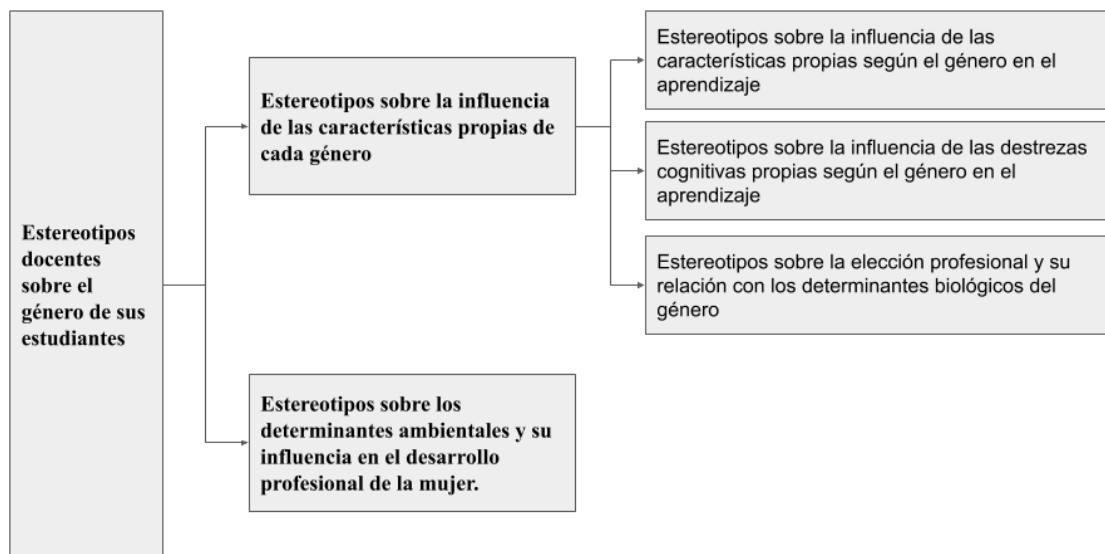 Estereotipos
docentes
sobre el
género de sus
estudiantes
Estereotipos sobre la influencia
de las características propias de
cada género
Estereotipos sobre los
determinantes ambientales y su
influencia en el desarrollo
profesional de la mujer.
Estereotipos sobre la influencia de las
características propias según el género en el
aprendizaje
Estereotipos sobre la influencia de las destrezas
cognitivas propias según el género en el
aprendizaje
Estereotipos sobre la elección profesional y su
relación con los determinantes biológicos del
género